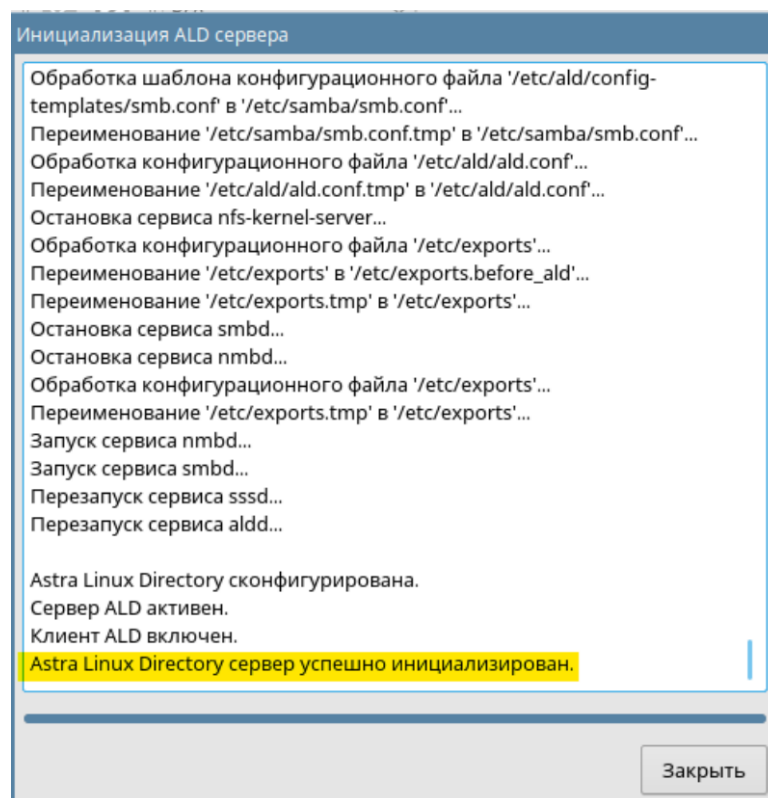 Инициализация ALD сервера
Обработка шаблона конфигурационного файла '/etc/ald/config-
templates/smb.conf' в '/etc/samba/smb.conf'...
Переименование '/etc/samba/smb.conf.tmp' в '/etc/samba/smb.conf'...
Обработка конфигурационного файла '/etc/ald/ald.conf'...
Переименование '/etc/ald/ald.conf.tmp' в '/etc/ald/ald.conf'...
Остановка сервиса nfs-kernel-server...
Обработка конфигурационного файла '/etc/exports'...
Переименование '/etc/exports' в '/etc/exports.before_ald'...
Переименование '/etc/exports.tmp' в '/etc/exports'...
Остановка сервиса smbd...
Остановка сервиса nmbd...
Обработка конфигурационного файла '/etc/exports'...
Переименование '/etc/exports.tmp' в '/etc/exports'...
Запуск сервиса nmbd...
Запуск сервиса smbd...
Перезапуск сервиса sssd...
Перезапуск сервиса aldd...
Astra Linux Directory сконфигурирована.
Сервер ALD активен.
Клиент ALD включен.
Astra Linux Directory сервер успешно инициализирован.
Закрыть